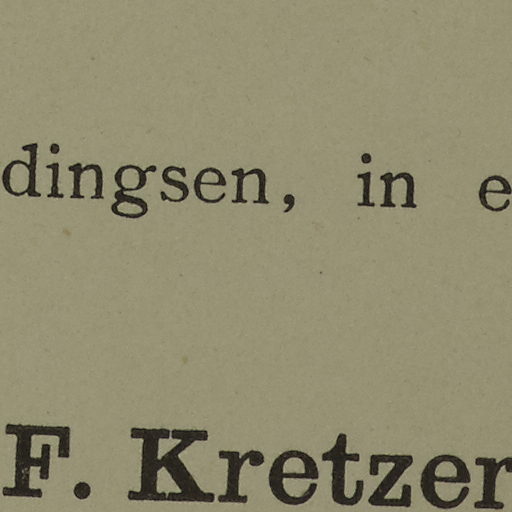 dingsen, in e
F. Kretzer